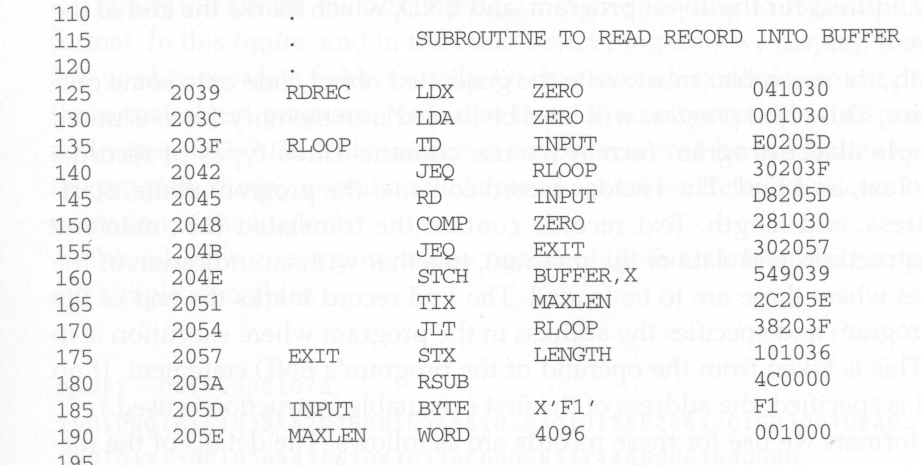 110 .
115 . SUBROUTINE TO READ RECORD INTO BUFFER
120 .
125 2039 RDREC LDX ZERO 041030
130 203C LDA ZERO 001030
135 203F RLOOP TD INPUT E0205D
140 2042 JEQ RLOOP 30203F
145 2045 RD INPUT D8205D
150 2048 COMP ZERO 281030
155 204B JEQ EXIT 302057
160 204E STCH BUFFER,X 549039
165 2051 TIX MAXLEN 2C205E
170 2054 JLT RLOOP 38203F
175 2057 EXIT STX LENGTH 101036
180 205A RSUB 4C0000
185 205D INPUT BYTE X'F1' F1
190 205E MAXLEN WORD 4096 001000
195